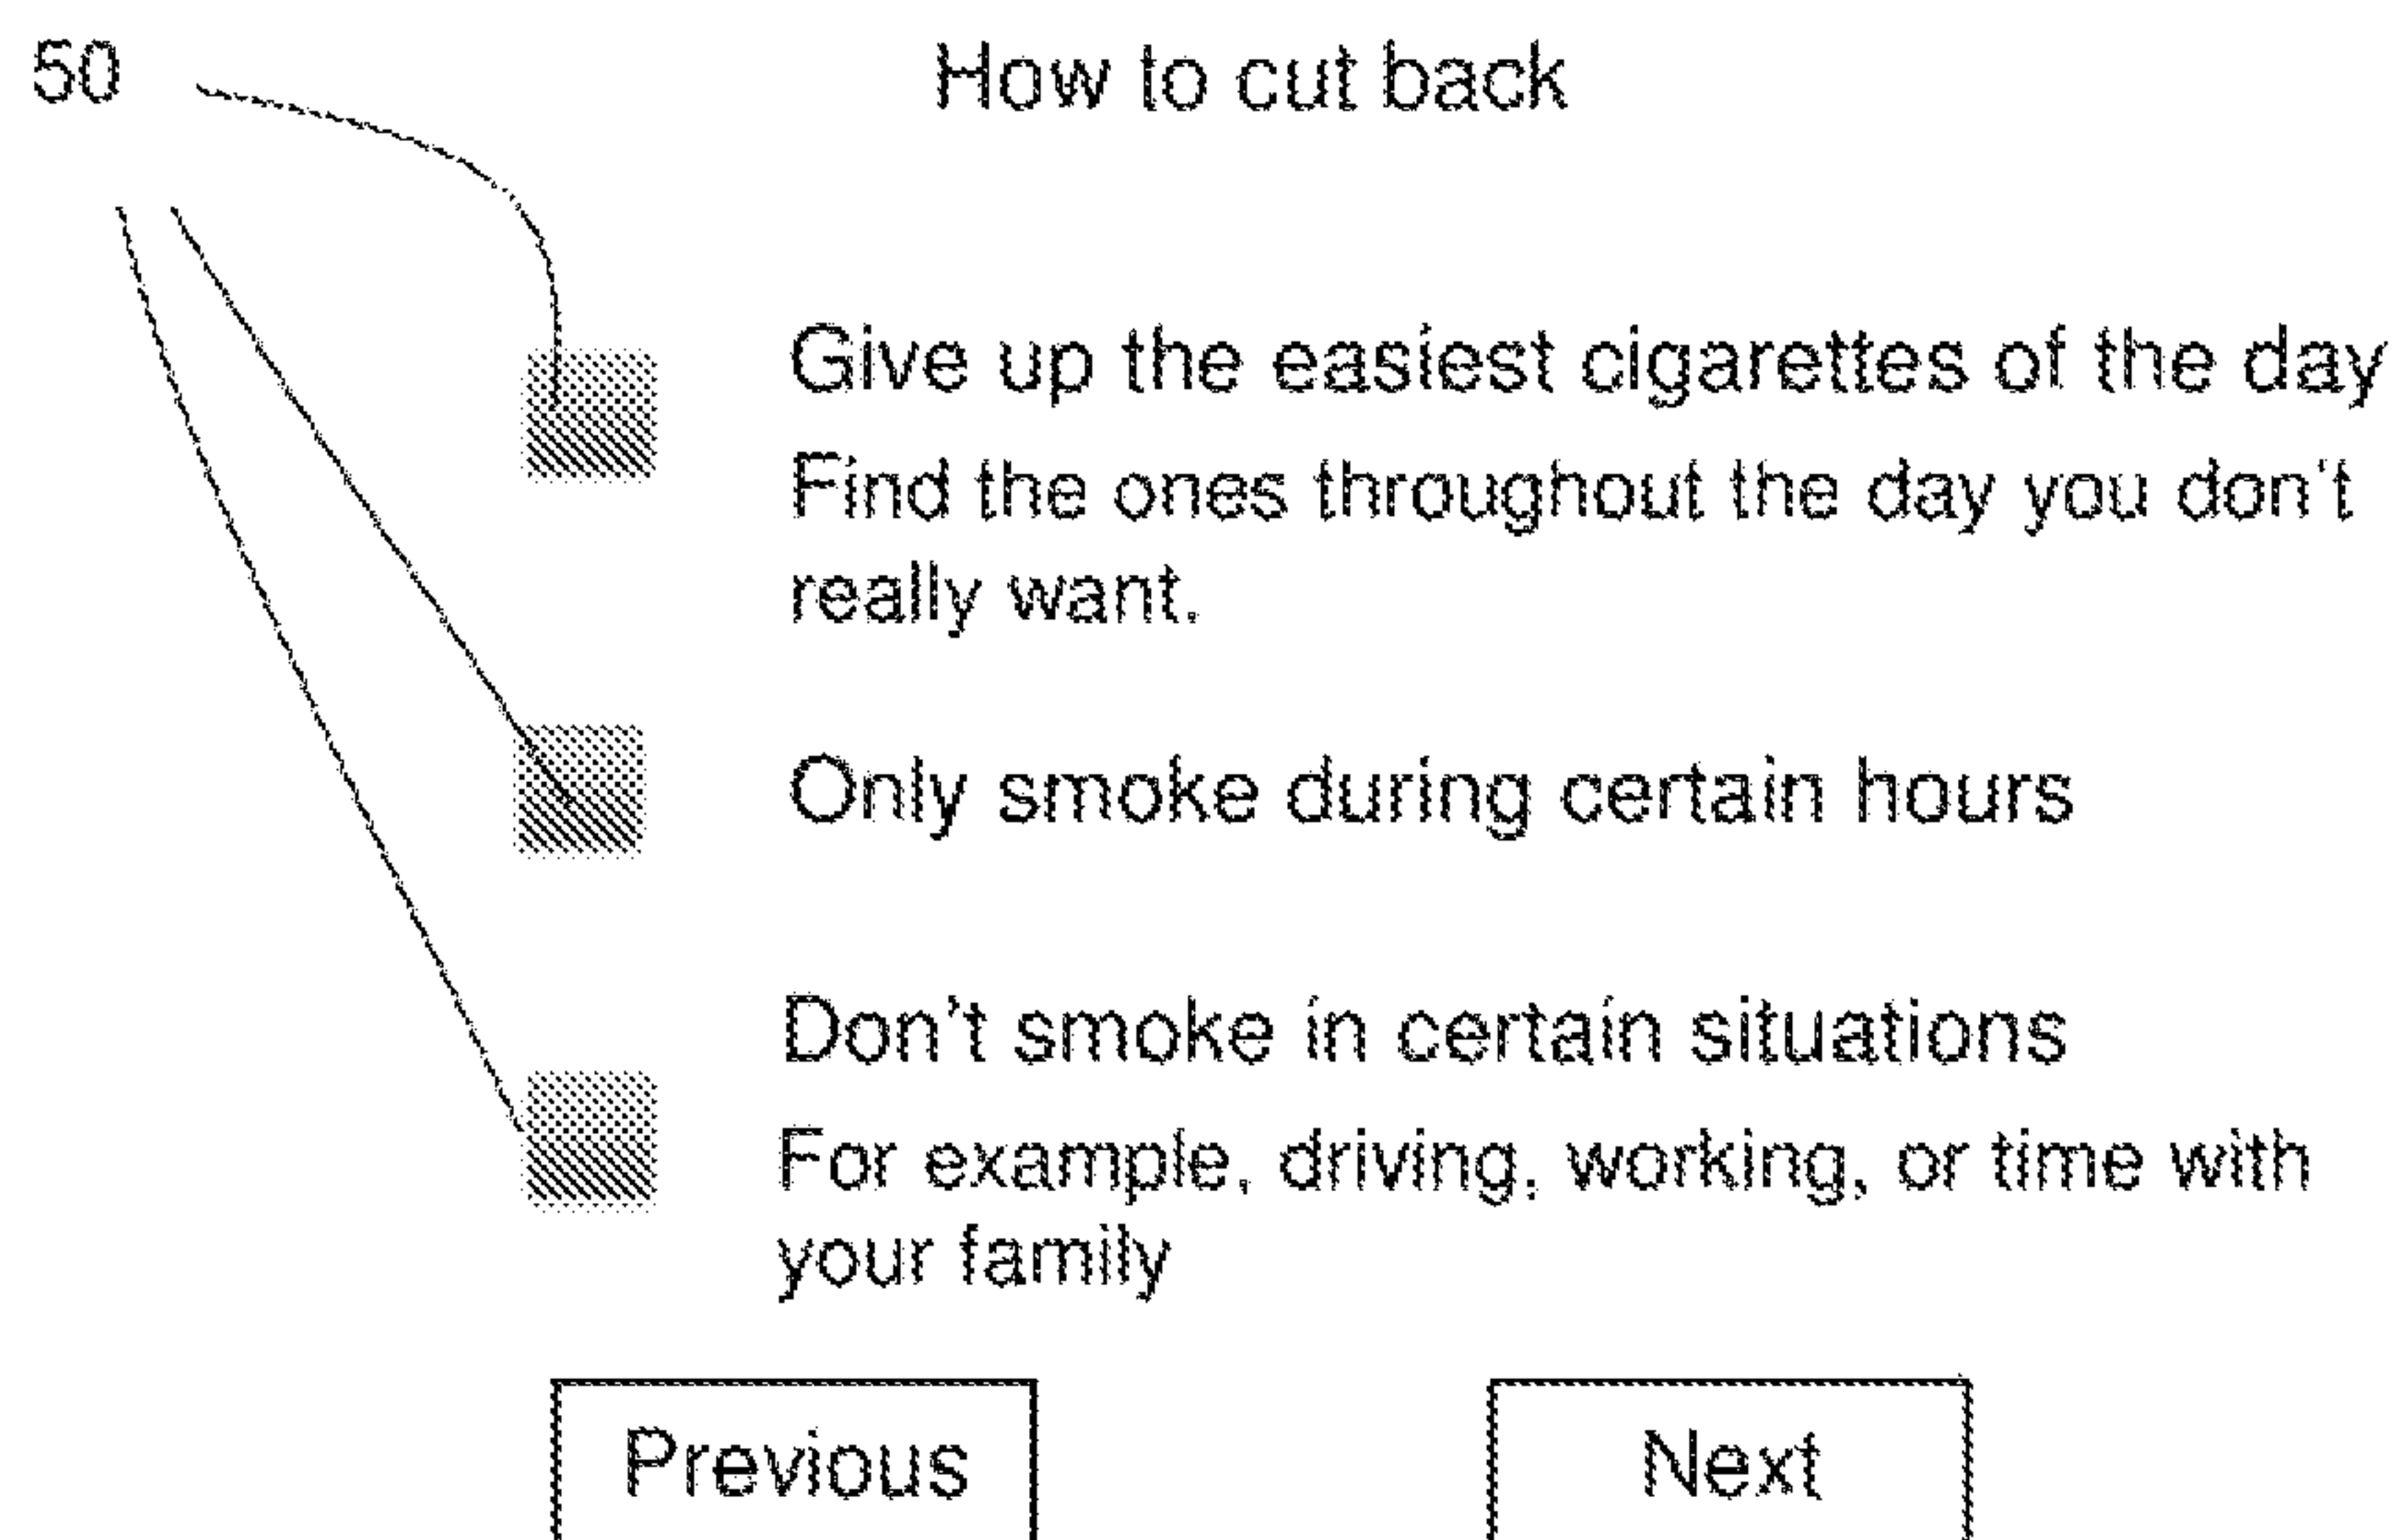 50
How to cut back
Give up the easiest cigarettes of the day
Find the ones throughout the day you don't
really want.
Only smoke during certain hours
Don't smoke in certain situations
For example, driving, working, or time with
your family
Previous
Next